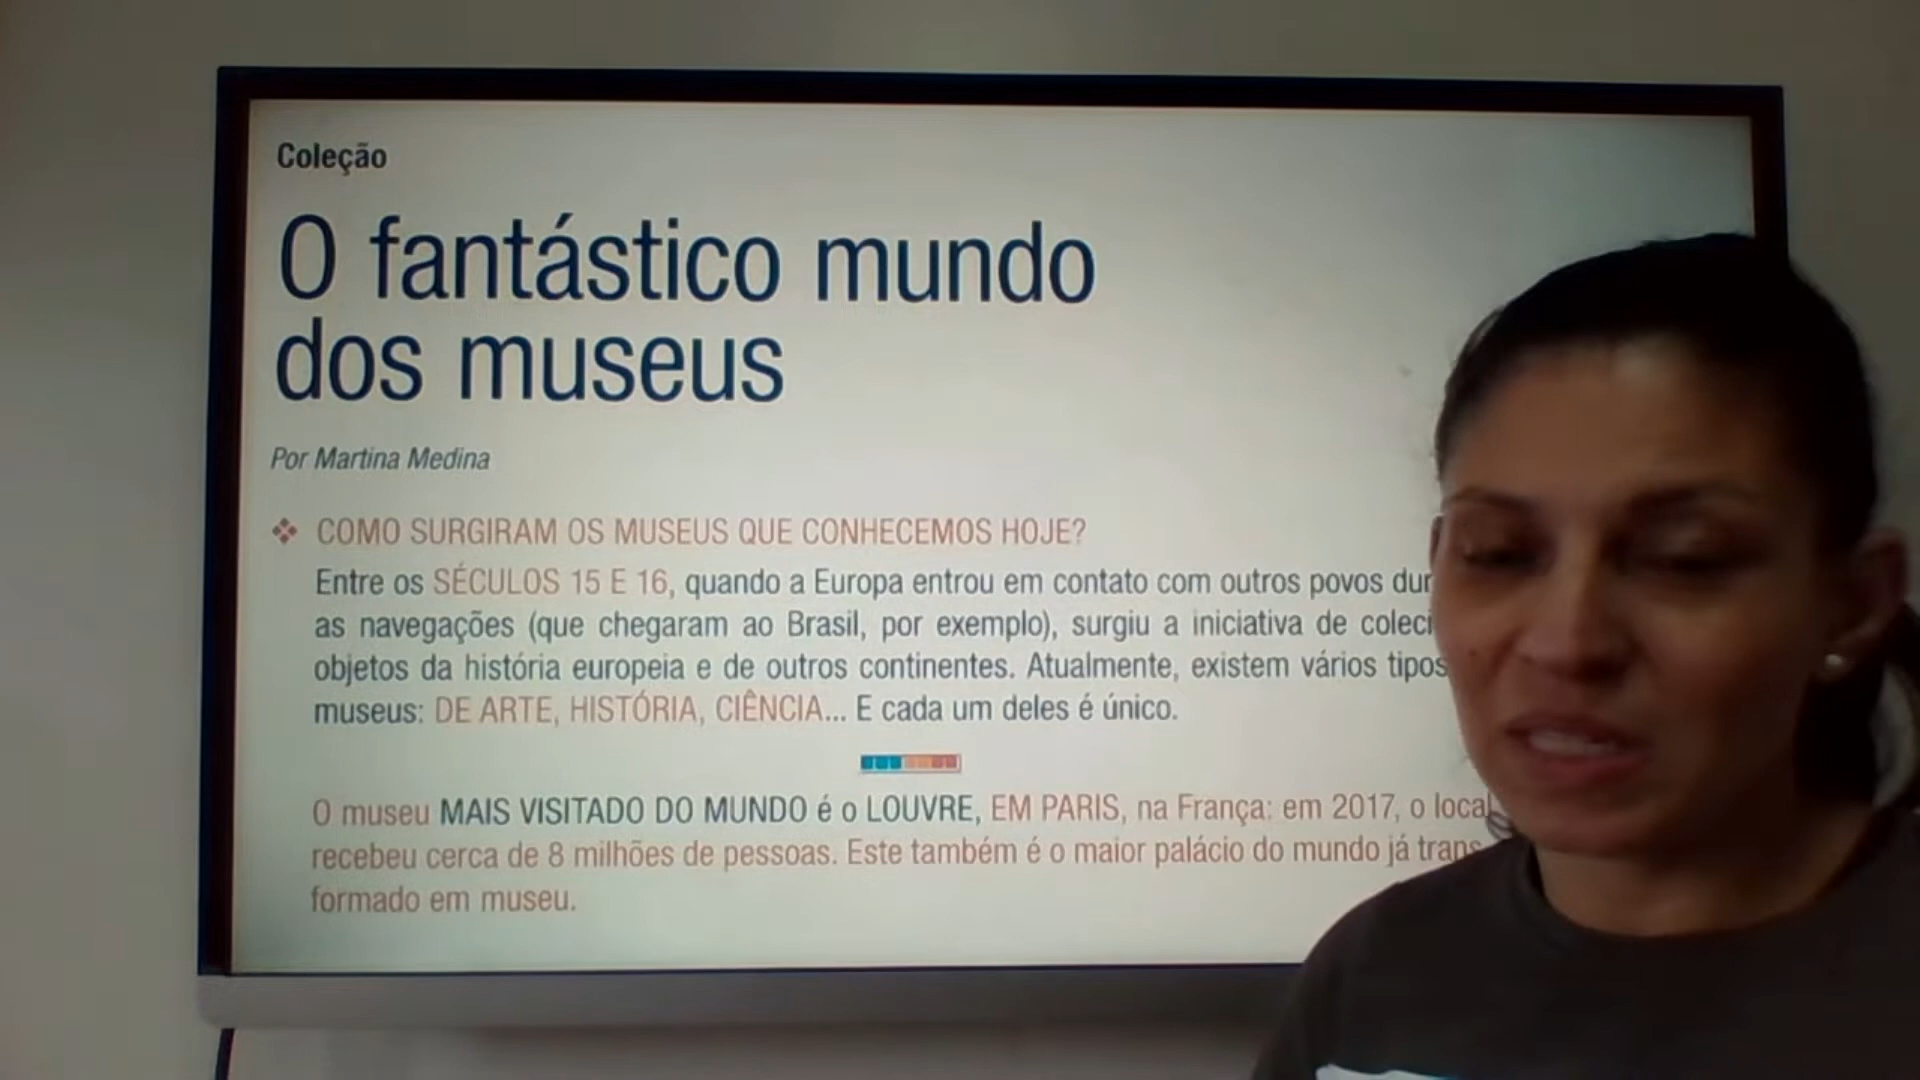 Coleção
O fantástico mundo
dos museus
Por Martina Medina
❖ COMO SURGIRAM OS MUSEUS QUE CONHECEMOS HOJE?
Entre os SÉCULOS 15 E 16, quando a Europa entrou em contato com outros povos
as navegações (que chegaram ao Brasil, por exemplo), surgiu a iniciativa de
objetos da história europeia e de outros continentes. Atualmente, existem vários tipos
museus: DE ARTE, HISTÓRIA, CIÊNCIA... E cada um deles é único.
O museu MAIS VISITADO DO MUNDO é o LOUVRE, EM PARIS, na França: em 2017, o local
recebeu cerca de 8 milhões de pessoas. Este também é o maior palácio do mundo já trans-
formado em museu.